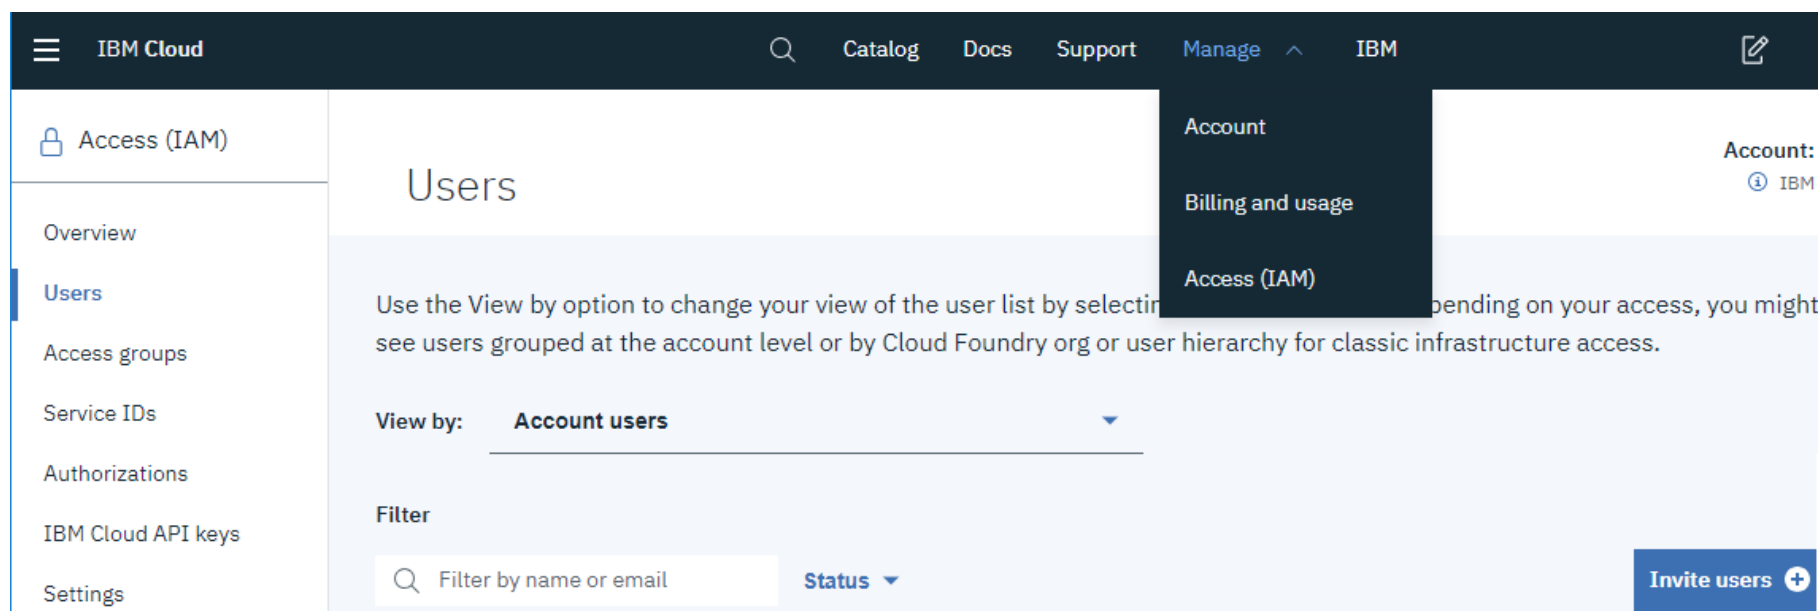 IBM Cloud
Catalog
Docs
Support
Manage
IBM
Account
Billing and usage
Access (IAM)
Access (IAM)
Overview
Users
Access groups
Service IDs
Authorizations
IBM Cloud API keys
Settings
Users
Account:
IBM
Use the View by option to change your view of the user list by selectin pending on your access, you might
see users grouped at the account level or by Cloud Foundry org or user hierarchy for classic infrastructure access.
View by:
Account users
Filter
Filter by name or email
Status
Invite users